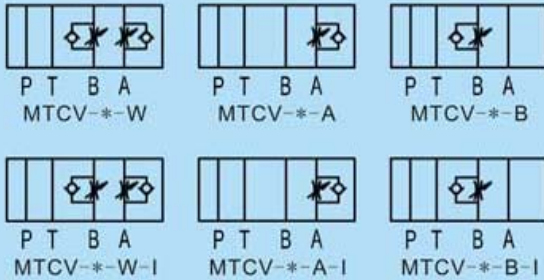 P T B A P T B A P T B A
MTCV-*-W MTCV-*-A MTCV-*-B
P T B A P T B A P T B A
MTCV-*-W-I MTCV-*-A-I MTCV-*-B-I